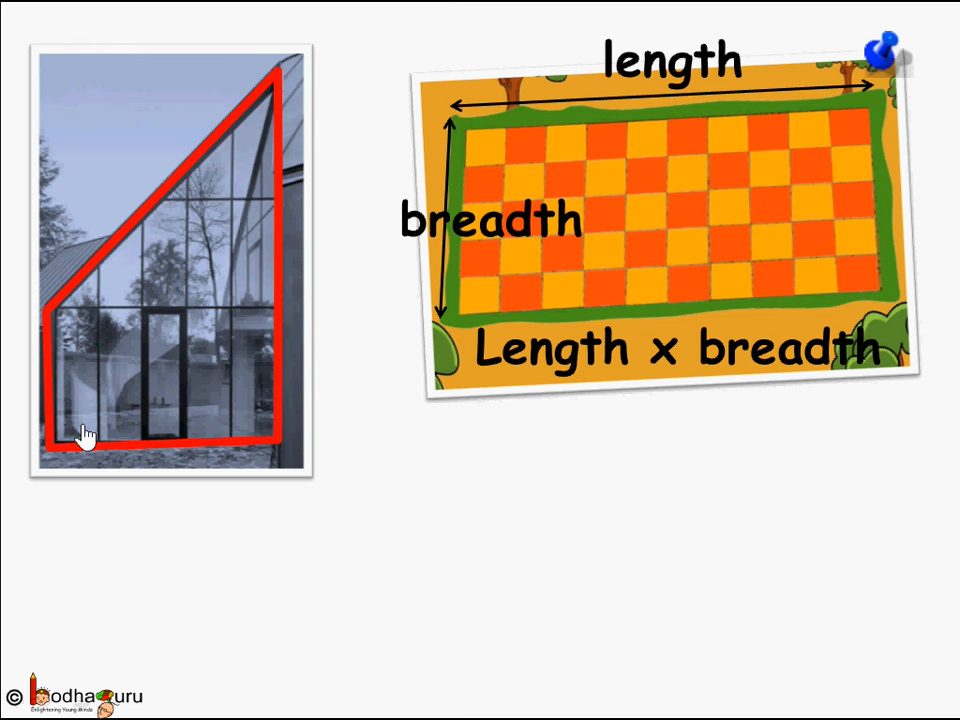 length
breadth
Length x breadth
© Bodhaguru
Enlightening Young Minds